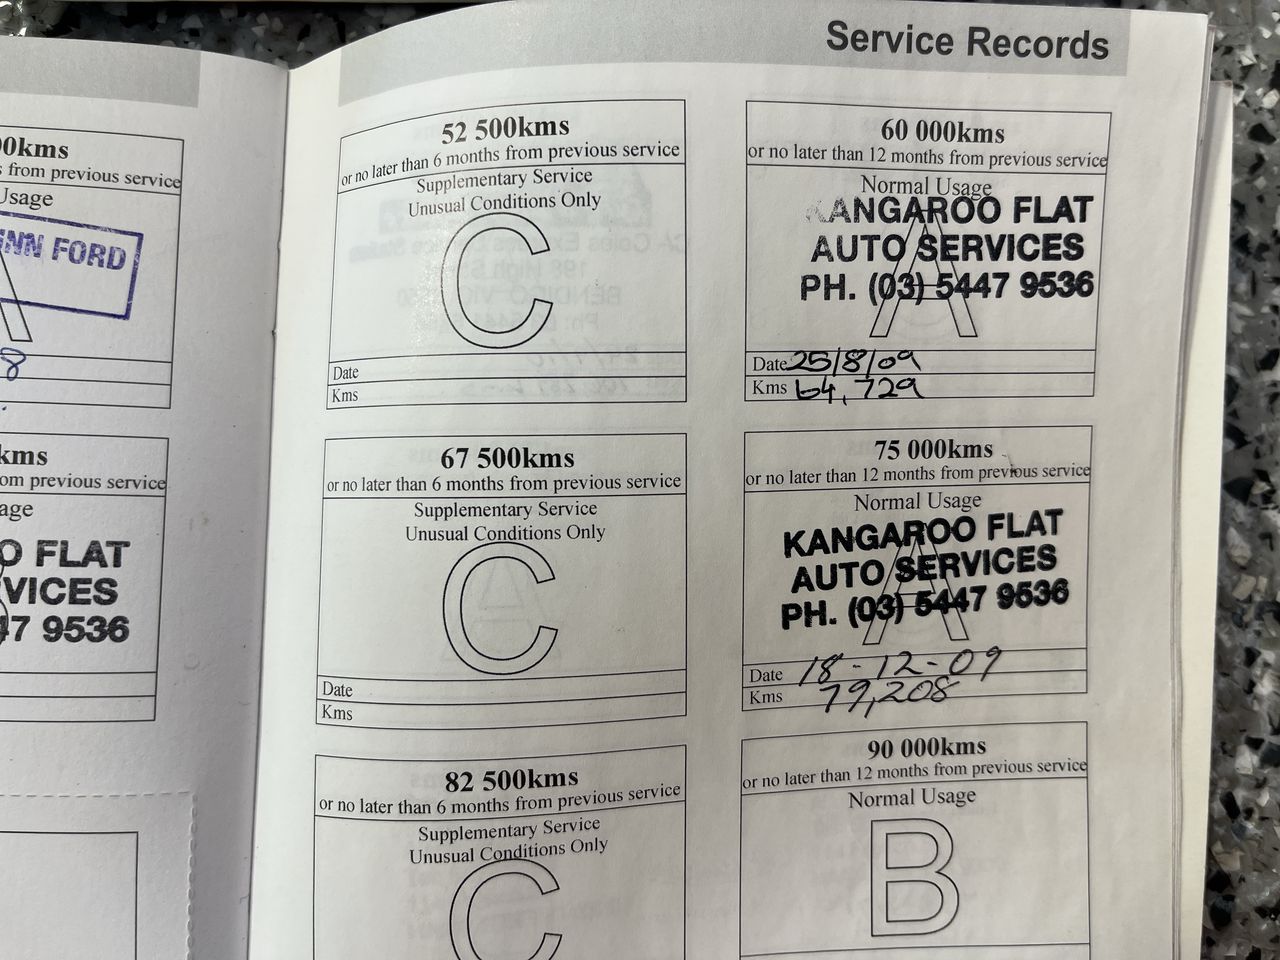 Service Records
0kms
s from previous service
Usage
NN FORD
8
kms
om previous service
age
O FLAT
VICES
47 9536
52 500kms
or no later than 6 months from previous service
Supplementary Service
Unusual Conditions Only
C
Date
Kms
60 000kms
or no later than 12 months from previous service
Normal Usage
A
KANGAROO FLAT
AUTO SERVICES
PH. (03) 5447 9536
Date 25/8/09
Kms 64,729
67 500kms
or no later than 6 months from previous service
Supplementary Service
Unusual Conditions Only
C
Date
Kms
75 000kms
or no later than 12 months from previous service
Normal Usage
A
KANGAROO FLAT
AUTO SERVICES
PH. (03) 5447 9536
Date 18-12-09
Kms 79,208
82 500kms
or no later than 6 months from previous service
Supplementary Service
Unusual Conditions Only
C
90 000kms
or no later than 12 months from previous service
Normal Usage
B